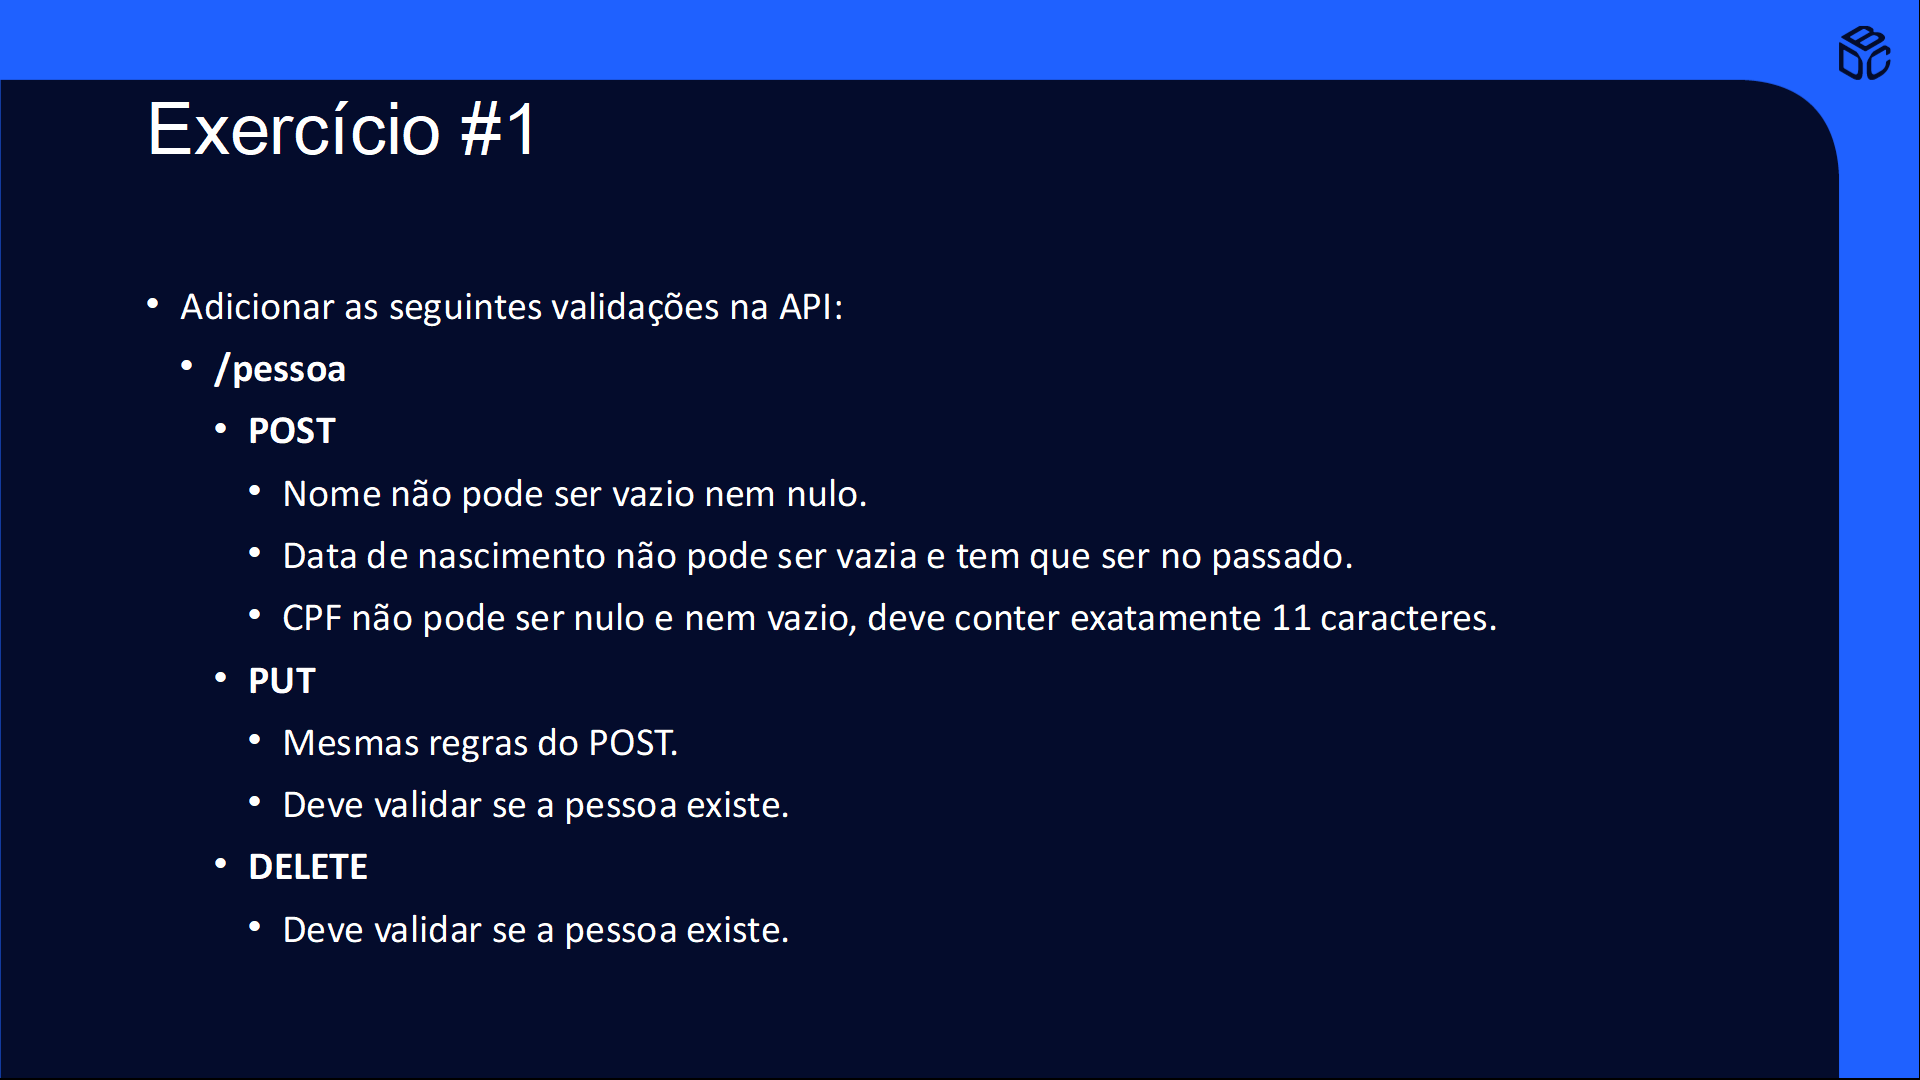 Exercício #1
• Adicionar as seguintes validações na API:
• /pessoa
• POST
• Nome não pode ser vazio nem nulo.
• Data de nascimento não pode ser vazia e tem que ser no passado.
• CPF não pode ser nulo e nem vazio, deve conter exatamente 11 caracteres.
• PUT
• Mesmas regras do POST.
• Deve validar se a pessoa existe.
• DELETE
• Deve validar se a pessoa existe.
DBC